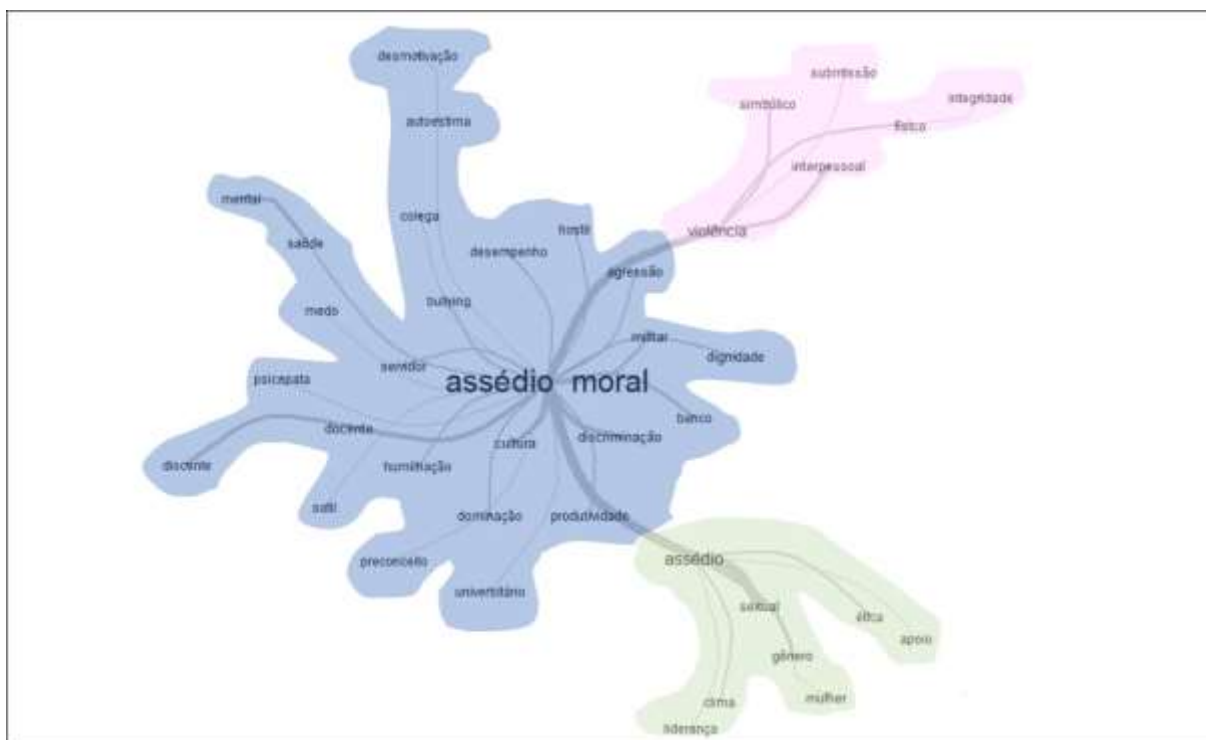 desmotivação
submissão
integridade
simbólico
autoestima
físico
interpessoal
mental
colega
hostil
violência
saúde
desempenho
agressão
medo
bullying
militar
dignidade
servidor
psicopata
assédio moral
banco
docente
cultura
discriminação
discente
humilhação
sutil
dominação
produtividade
preconceito
assédio
universitário
sexual
ética
apoio
gênero
mulher
clima
liderança